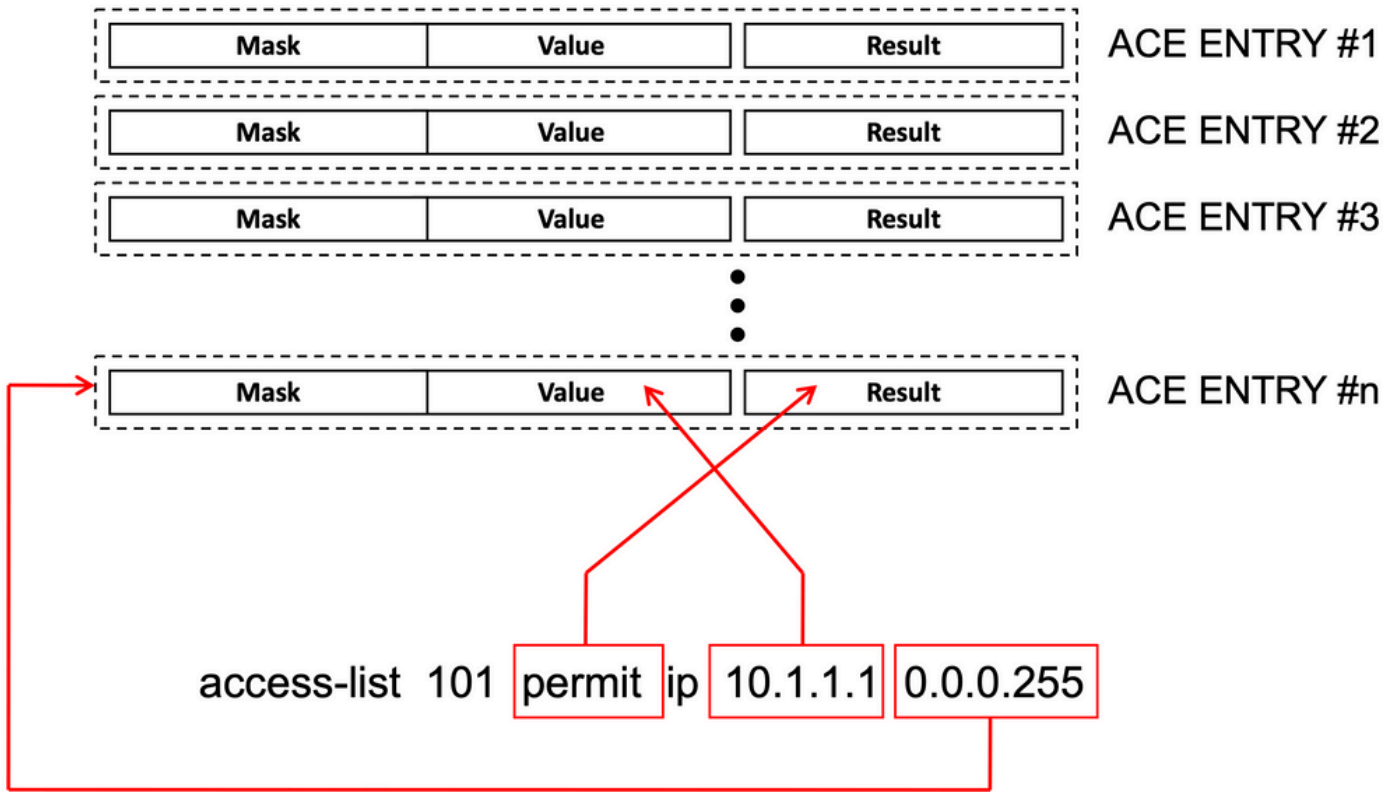 Mask Value Result ACE ENTRY #1
Mask Value Result ACE ENTRY #2
Mask Value Result ACE ENTRY #3
Mask Value Result ACE ENTRY #n
access-list 101 permit ip 10.1.1.1 0.0.0.255